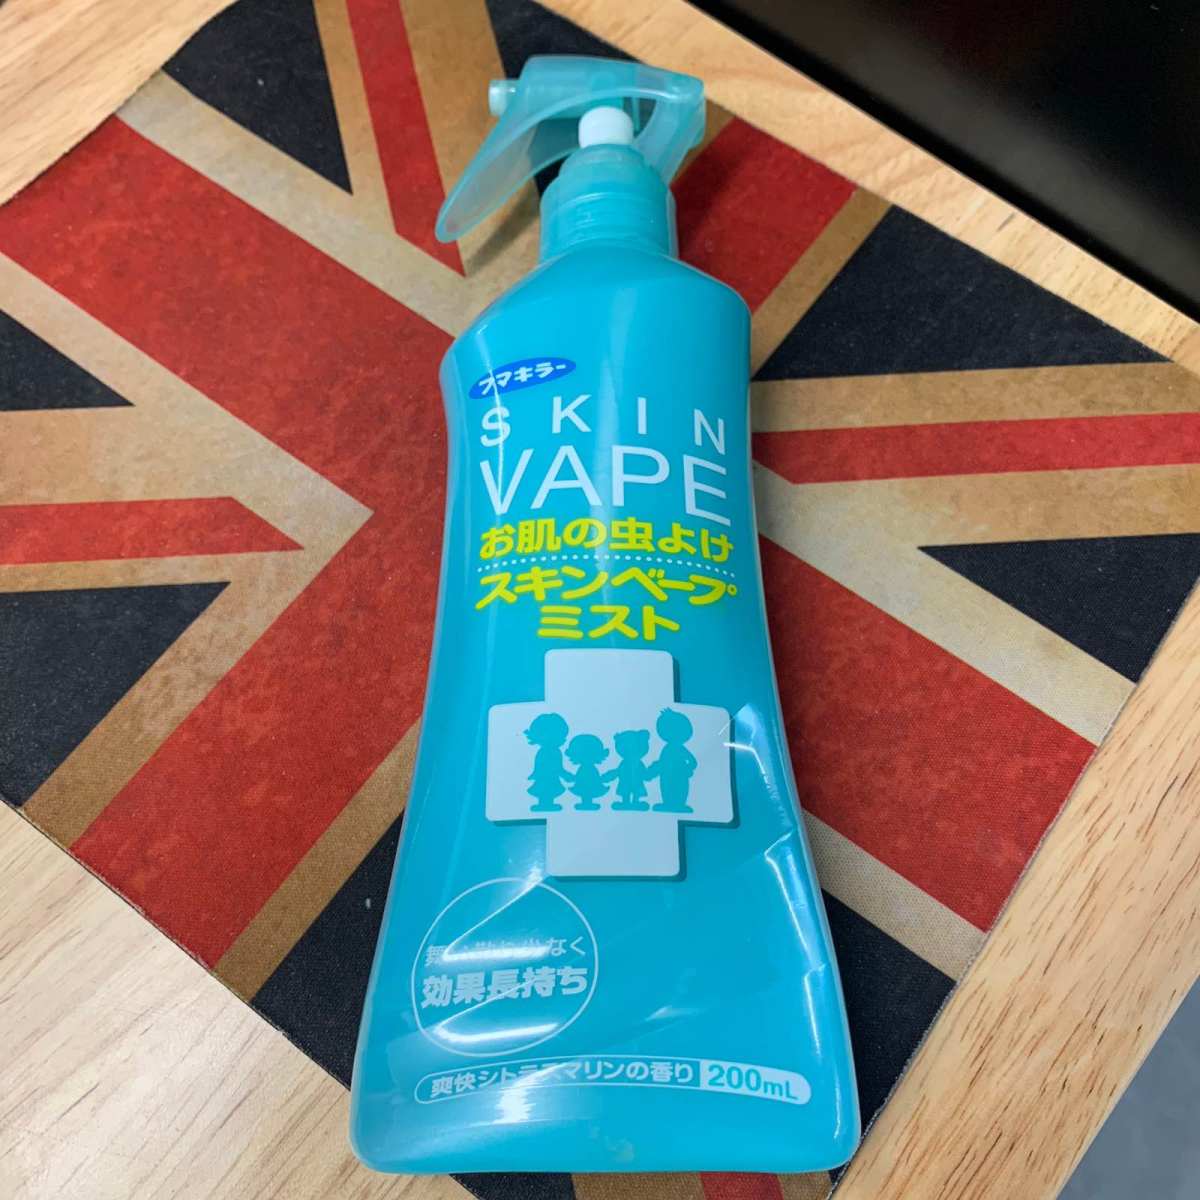 フマキラー
SKIN
VAPE
お肌の虫よけ
スキンベープ
ミスト
効果長持ち
爽快シトラスマリンの香り 200mL